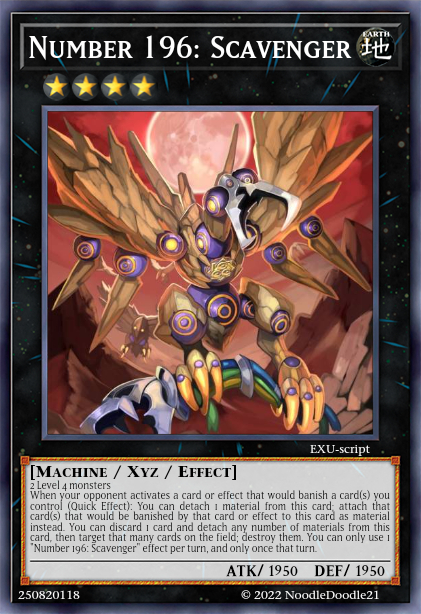 Number 196: Scavenger
EARTH
地
EXU-script
[Machine / Xyz / Effect]
2 Level 4 monsters
When your opponent activates a card or effect that would banish a card(s) you
control (Quick Effect): You can detach 1 material from this card; attach that
card(s) that would be banished by that card or effect to this card as material
instead. You can discard 1 card and detach any number of materials from this
card, then target that many cards on the field; destroy them. You can only use 1
"Number 196: Scavenger" effect per turn, and only once that turn.
ATK/ 1950 DEF/ 1950
250820118
© 2022 NoodleDoodle21